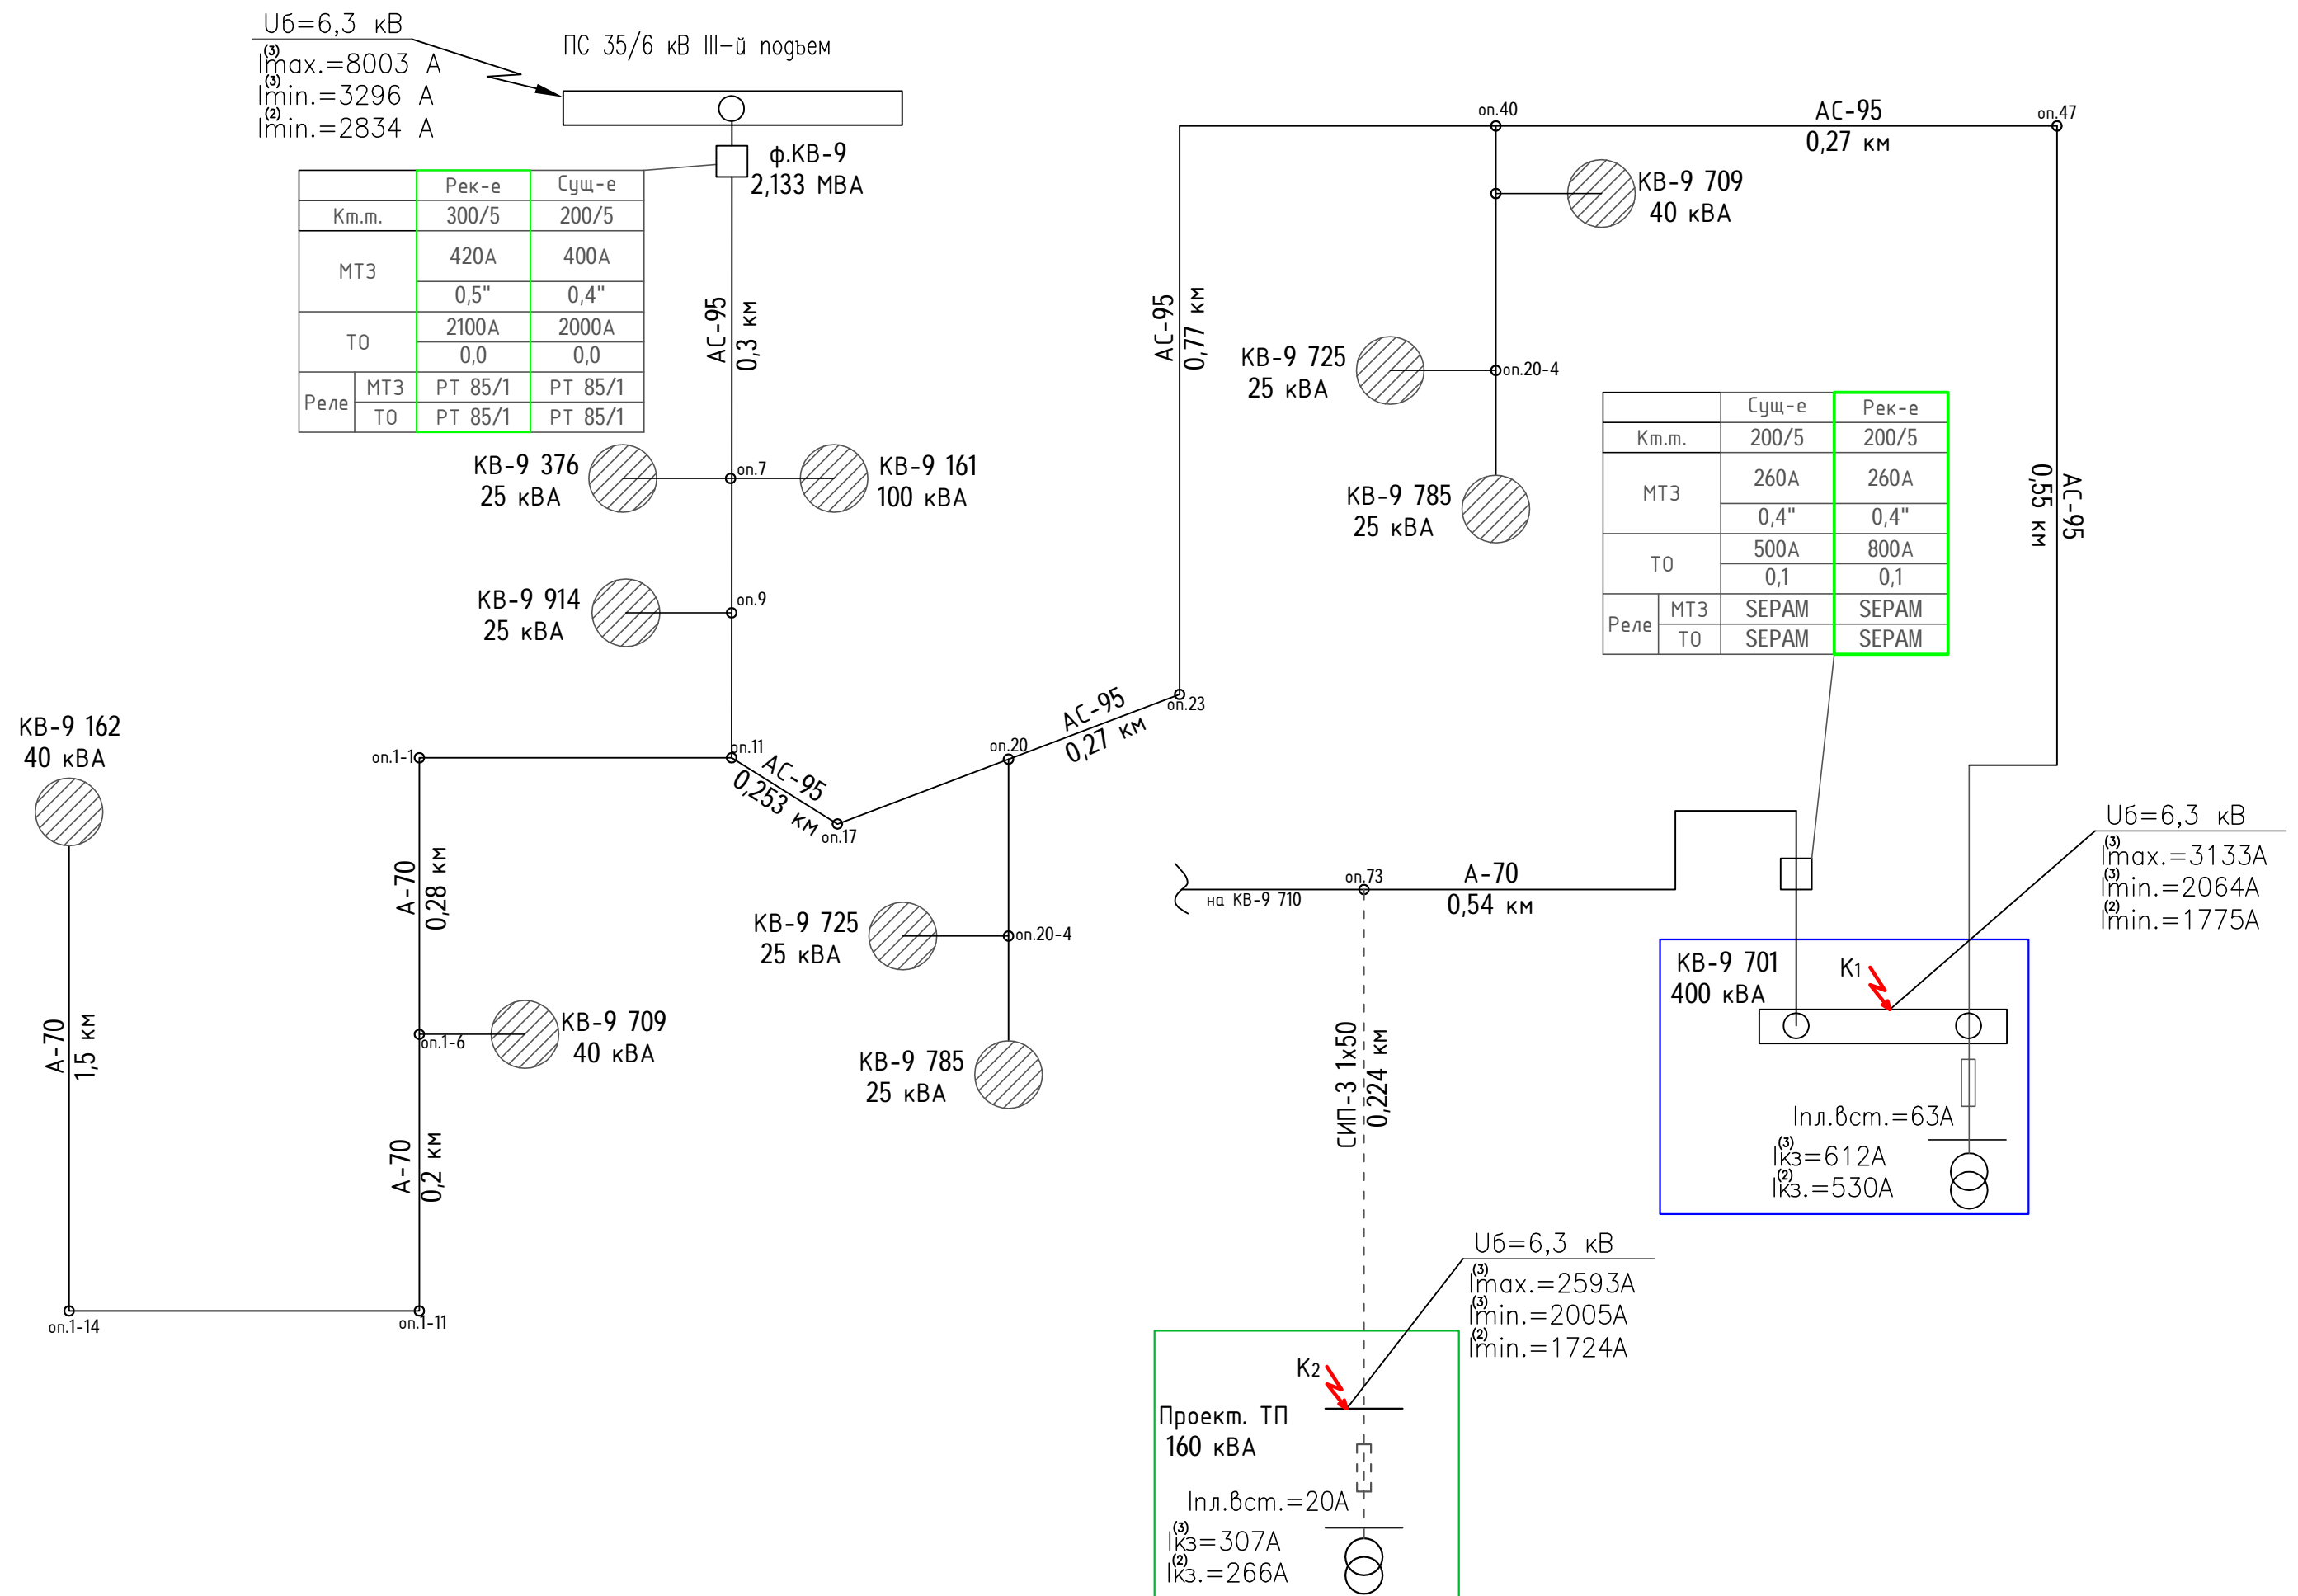 Uб=6,3 кВ
(3)
Imax.=8003 А
(3)
Imin.=3296 А
(2)
Imin.=2834 А
ПС 35/6 кВ III-й подъем
ф.КВ-9
2,133 МВА
Рек-е Сущ-е
Кт.т. 300/5 200/5
МТЗ 420А 400А
0,5" 0,4"
ТО 2100А 2000А
0,0 0,0
Реле МТЗ РТ 85/1 РТ 85/1
ТО РТ 85/1 РТ 85/1
АС-95
0,3 км
КВ-9 376
25 кВА
оп.7
КВ-9 161
100 кВА
КВ-9 914
25 кВА
оп.9
оп.11
оп.1-1
КВ-9 162
40 кВА
А-70
1,5 км
оп.1-14
А-70
0,28 км
оп.1-6
КВ-9 709
40 кВА
А-70
0,2 км
оп.1-11
АС-95
0,253 км
оп.17
оп.20
АС-95
0,27 км
оп.23
КВ-9 725
25 кВА
оп.20-4
КВ-9 785
25 кВА
АС-95
0,77 км
оп.40
АС-95
0,27 км
оп.47
КВ-9 709
40 кВА
КВ-9 725
25 кВА
оп.20-4
КВ-9 785
25 кВА
АС-95
0,55 км
Сущ-е Рек-е
Кт.т. 200/5 200/5
МТЗ 260А 260А
0,4" 0,4"
ТО 500А 800А
0,1 0,1
Реле МТЗ SEPAM SEPAM
ТО SEPAM SEPAM
Uб=6,3 кВ
(3)
Imax.=3133А
(3)
Imin.=2064А
(2)
Imin.=1775А
на КВ-9 710
оп.73
А-70
0,54 км
КВ-9 701
400 кВА
К1
Iпл.вст.=63А
(3)
Iкз=612А
(2)
Iкз.=530А
СИП-3 1х50
0,224 км
Uб=6,3 кВ
(3)
Imax.=2593А
(3)
Imin.=2005А
(2)
Imin.=1724А
К2
Проект. ТП
160 кВА
Iпл.вст.=20А
(3)
Iкз=307А
(2)
Iкз.=266А